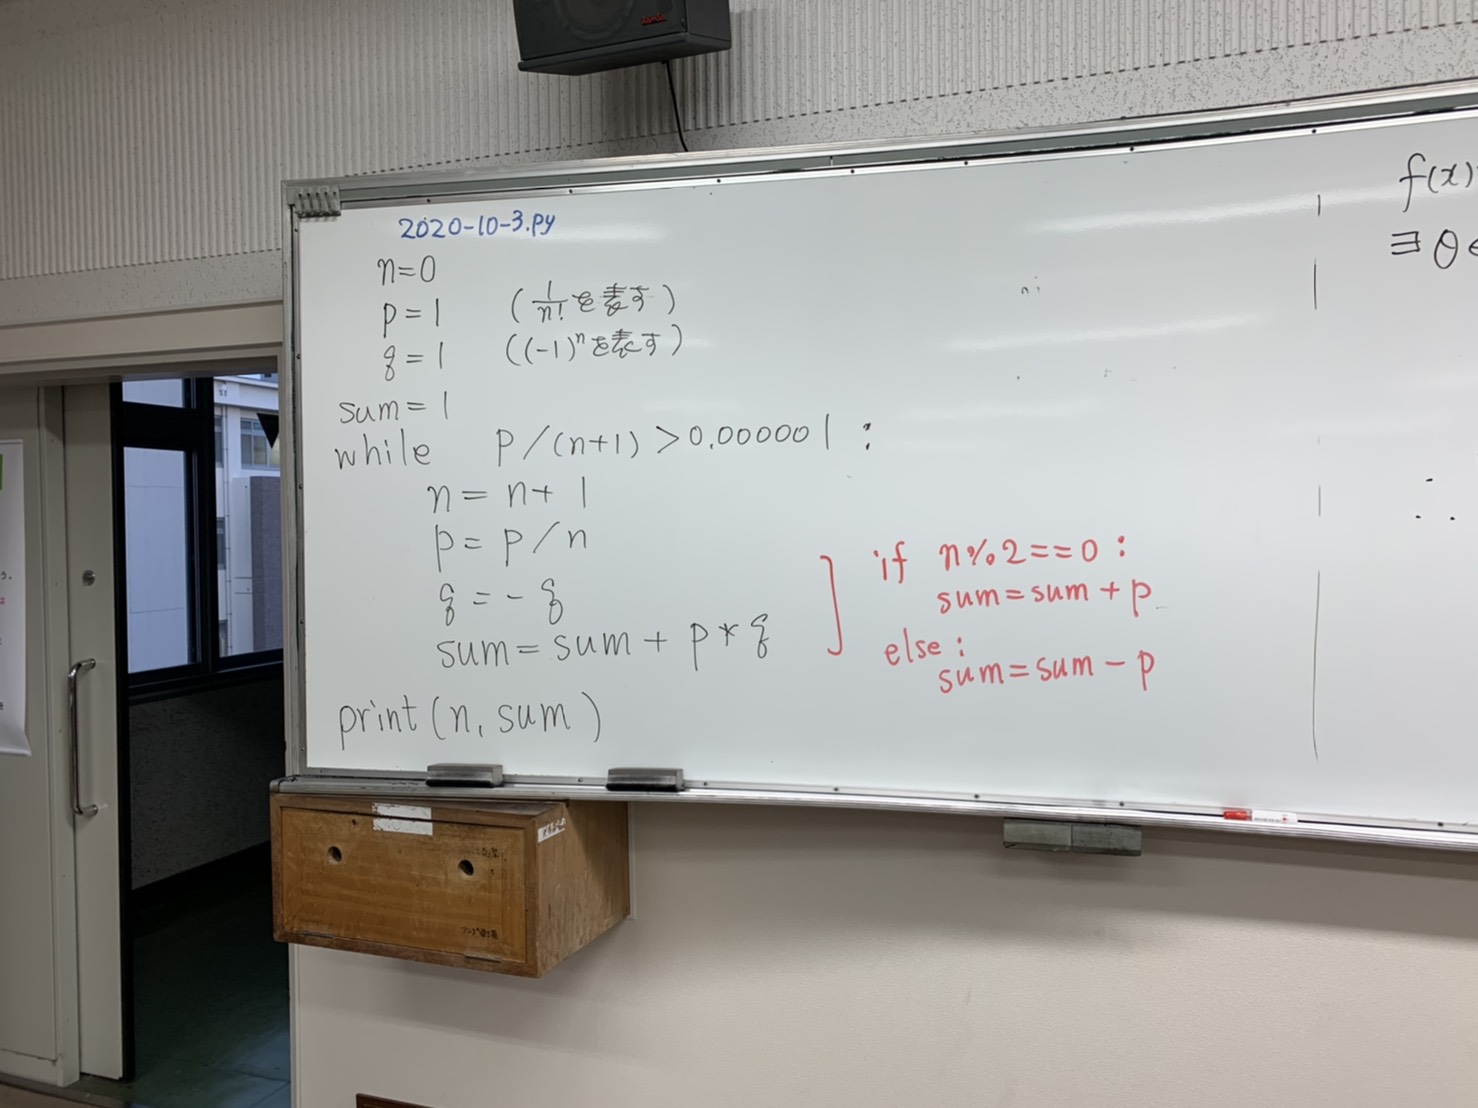 2020-10-3.py
n=0
p=1 (1/n!を表す)
q=1 ((-1)^nを表す)
sum=1
while p/(n+1)>0.000001:
n=n+1
p=p/n
q=-q
sum=sum+p*q
print(n, sum)
if n%2==0:
sum=sum+p
else:
sum=sum-p
f(x)
∃θ
∴